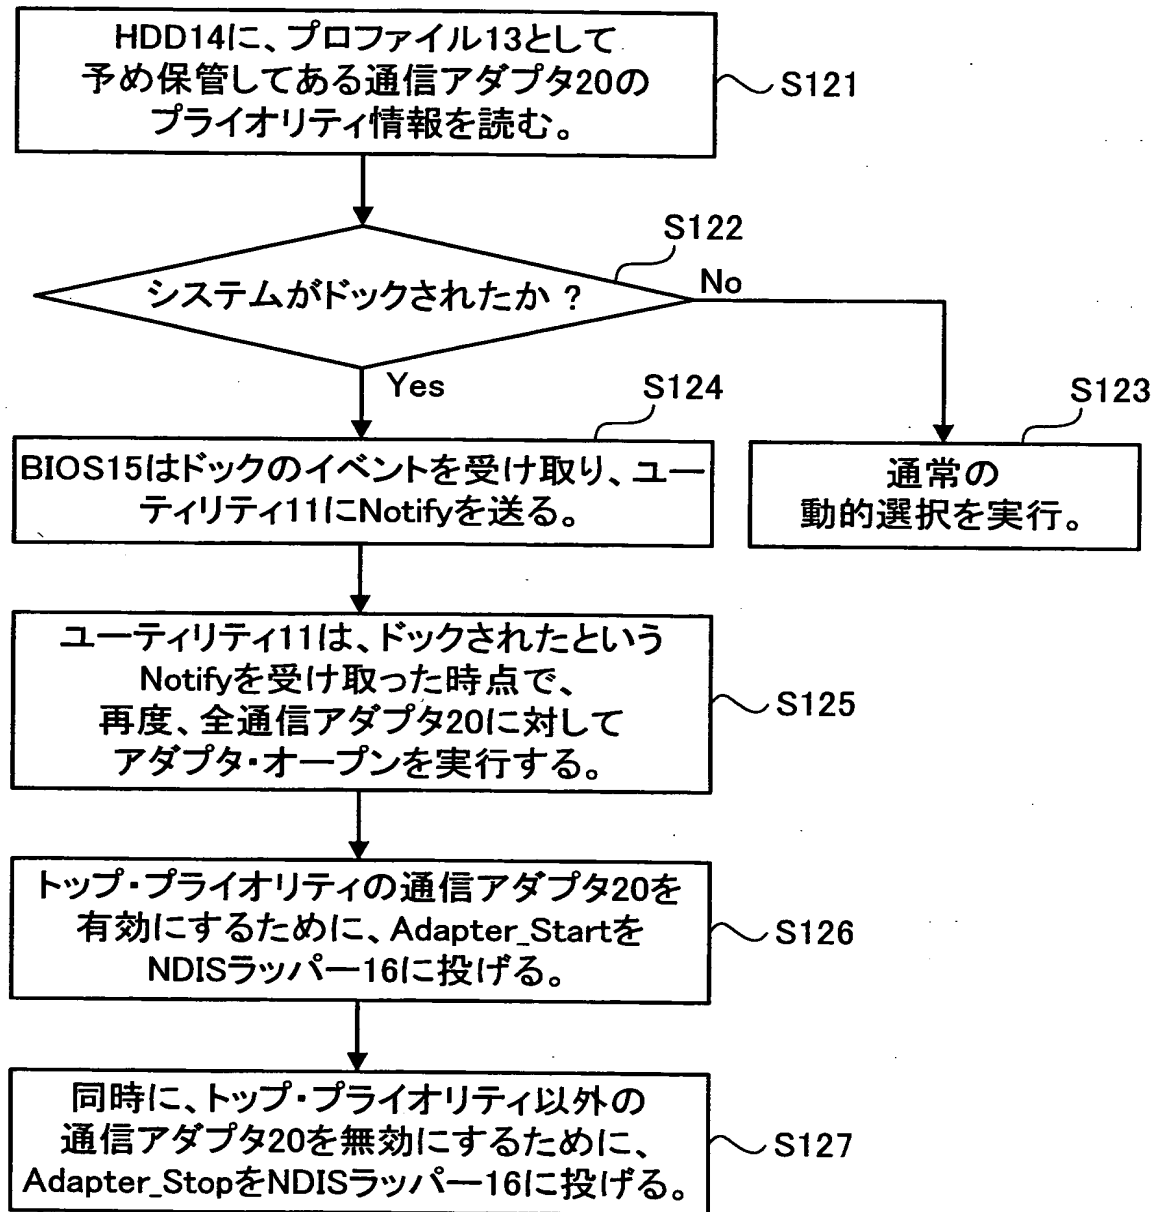 HDD14に、プロファイル13として
予め保管してある通信アダプタ20の
プライオリティ情報を読む。
S121
S122
システムがドックされたか？
No
Yes
S124
S123
BIOS15はドックのイベントを受け取り、ユー
ティリティ11にNotifyを送る。
通常の
動的選択を実行。
ユーティリティ11は、ドックされたという
Notifyを受け取った時点で、
再度、全通信アダプタ20に対して
アダプタ・オープンを実行する。
S125
トップ・プライオリティの通信アダプタ20を
有効にするために、Adapter_Startを
NDISラッパー16に投げる。
S126
同時に、トップ・プライオリティ以外の
通信アダプタ20を無効にするために、
Adapter_StopをNDISラッパー16に投げる。
S127